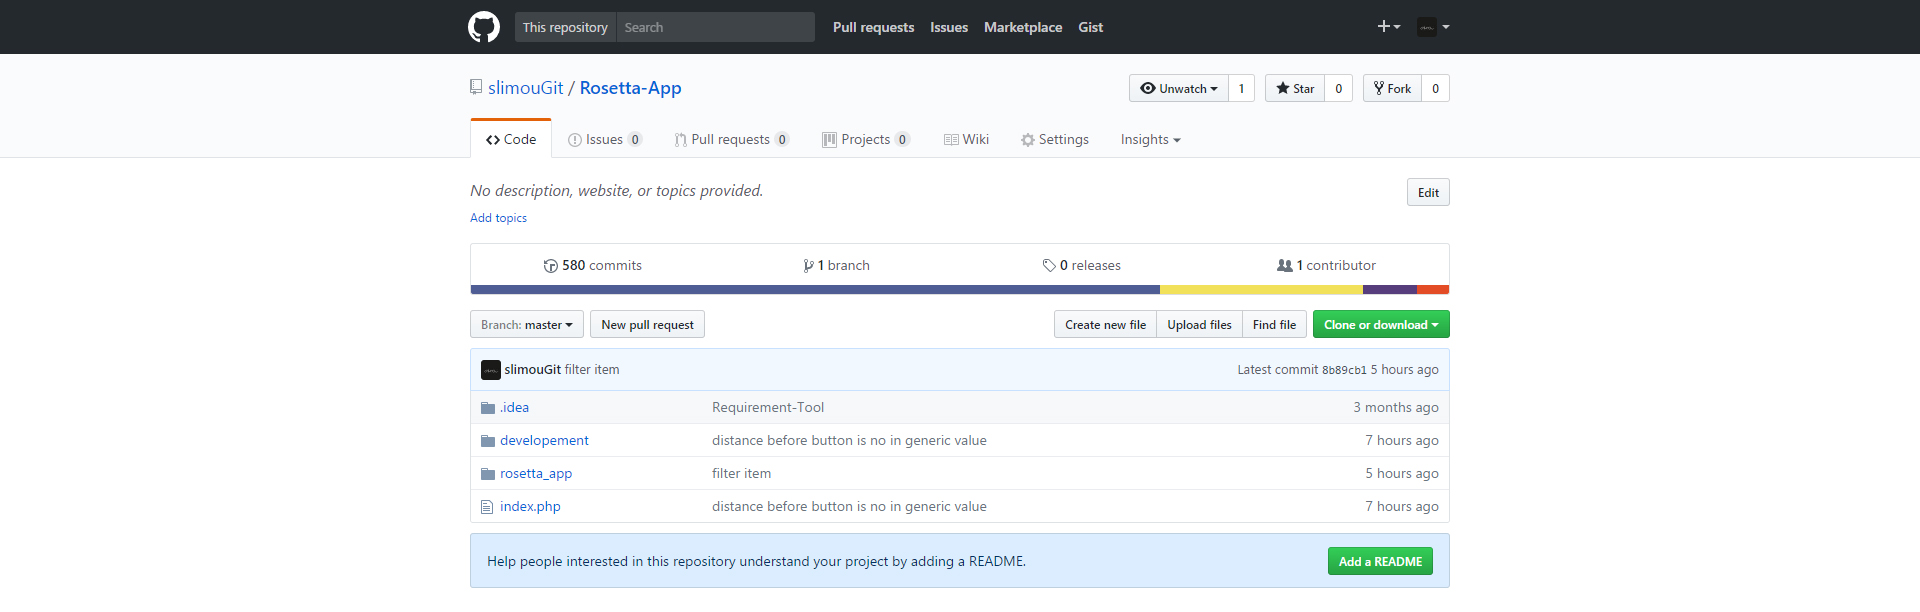 This repository Search Pull requests Issues Marketplace Gist
slimouGit / Rosetta-App Unwatch 1 Star 0 Fork 0
Code Issues 0 Pull requests 0 Projects 0 Wiki Settings Insights
No description, website, or topics provided. Edit
Add topics
580 commits 1 branch 0 releases 1 contributor
Branch: master New pull request Create new file Upload files Find file Clone or download
slimouGit filter item Latest commit 8b89cb1 5 hours ago
.idea Requirement-Tool 3 months ago
developement distance before button is no in generic value 7 hours ago
rosetta_app filter item 5 hours ago
index.php distance before button is no in generic value 7 hours ago
Help people interested in this repository understand your project by adding a README. Add a README